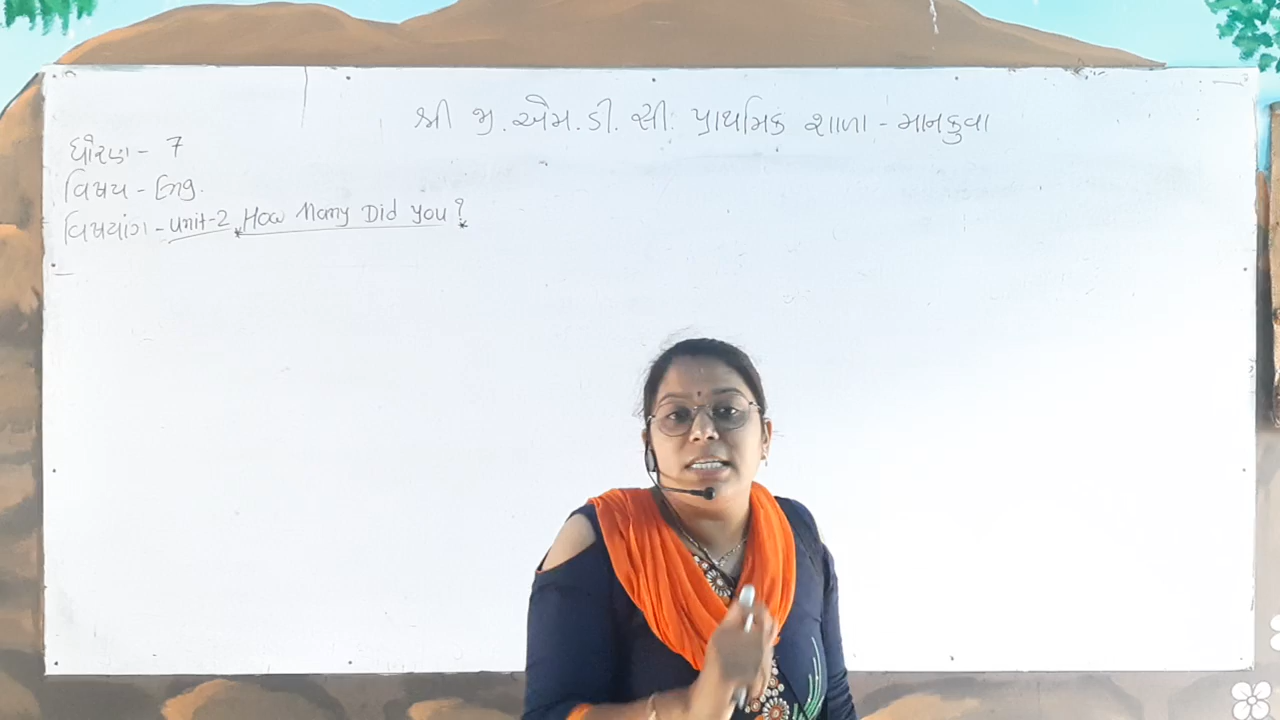 શ્રી જી. એમ. ડી. સી. પ્રાથમિક શાળા - માનકુવા
ધોરણ - 7
વિષય - Eng.
વિષયાંગ - Unit-2 *How Many Did You?*